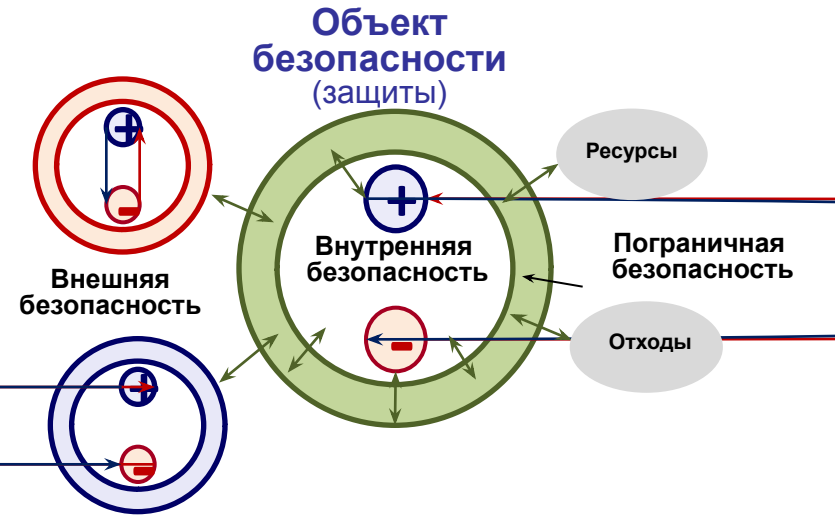 Объект
безопасности
(защиты)
+
-
Ресурсы
+
Внутренняя
безопасность
Пограничная
безопасность
Внешняя
безопасность
-
Отходы
+
-